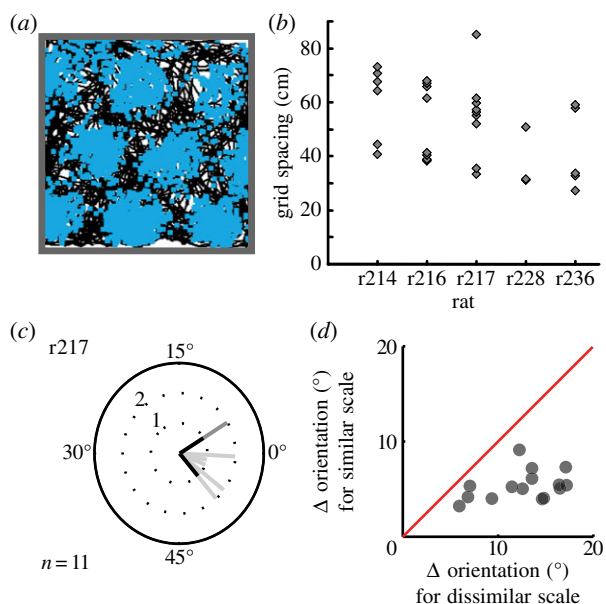 (a)
(b)
grid spacing (cm)
80
60
40
20
0
r214 r216 r217 r228 r236
rat
(c)
r217
15°
2
1
30°
0°
45°
n = 11
(d)
Δ orientation (°)
for similar scale
20
10
0
10
20
Δ orientation (°)
for dissimilar scale